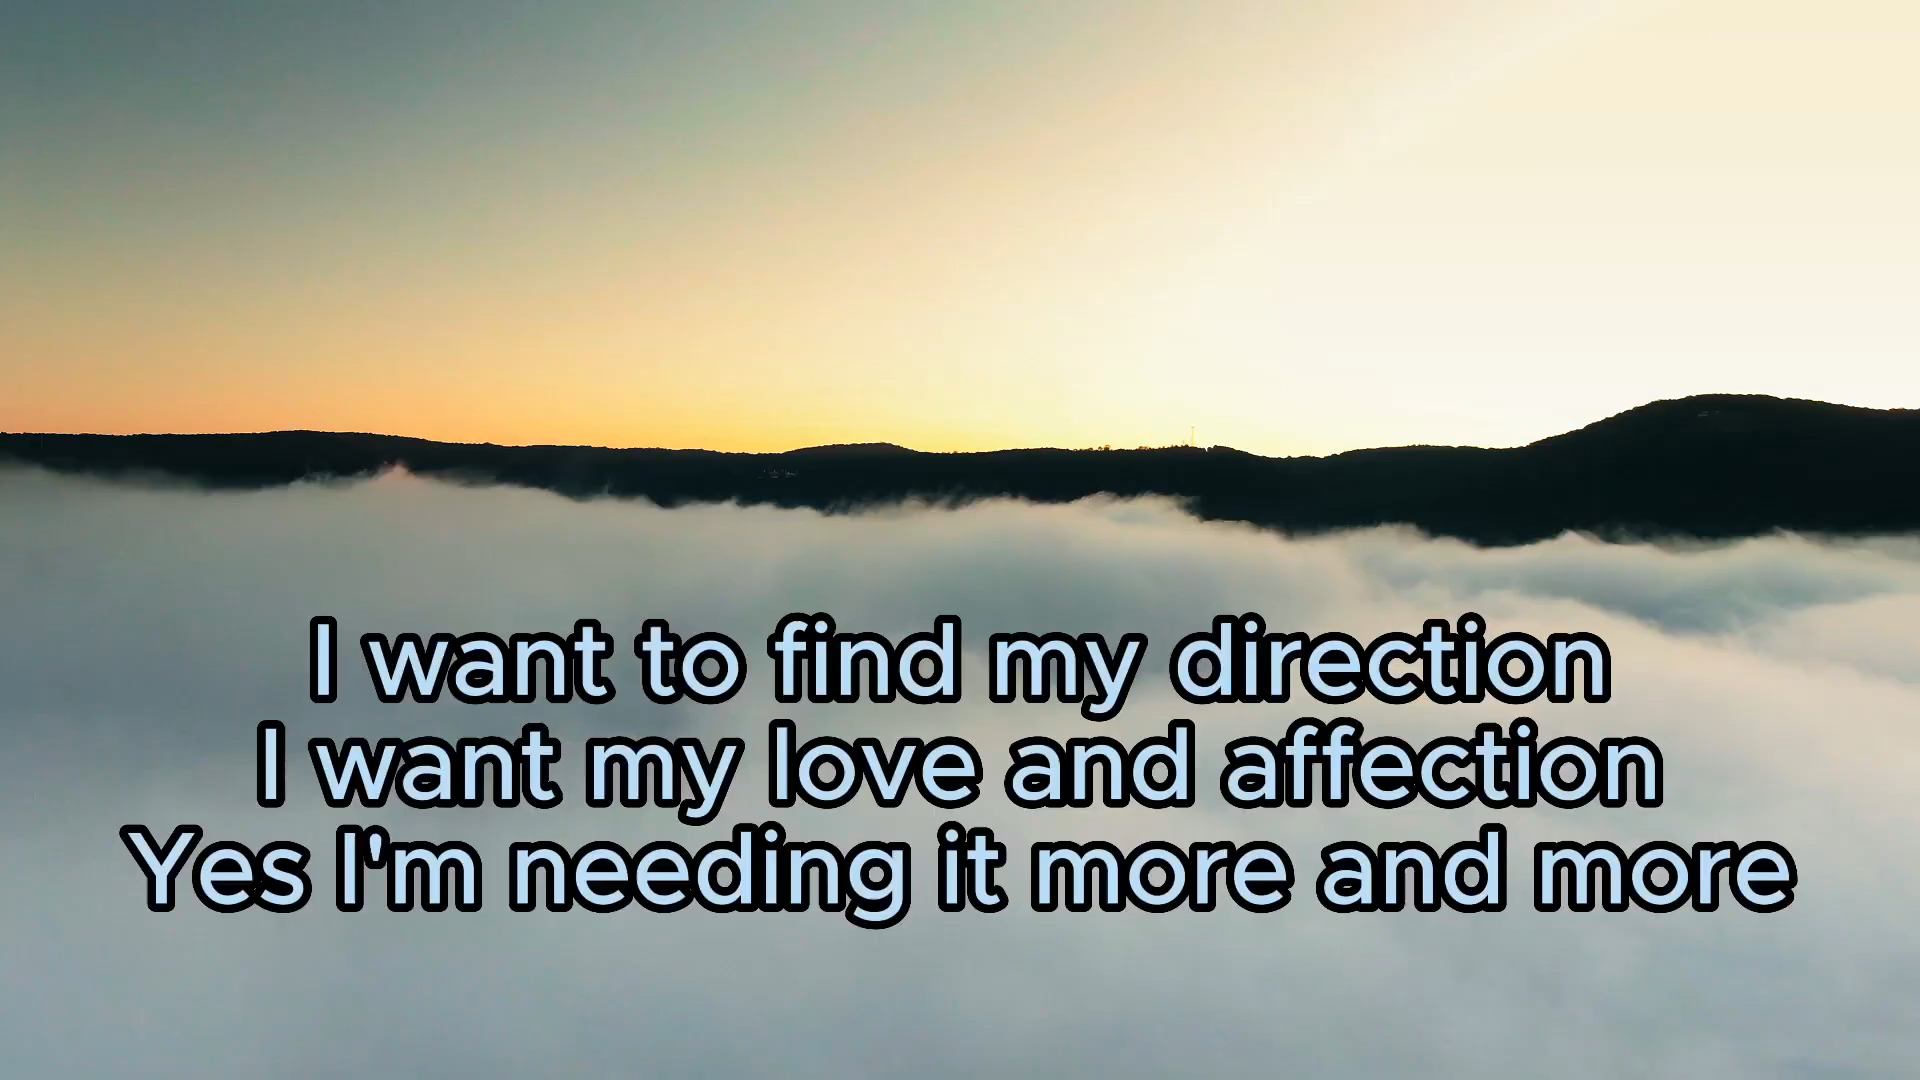 I want to find my direction
I want my love and affection
Yes I'm needing it more and more